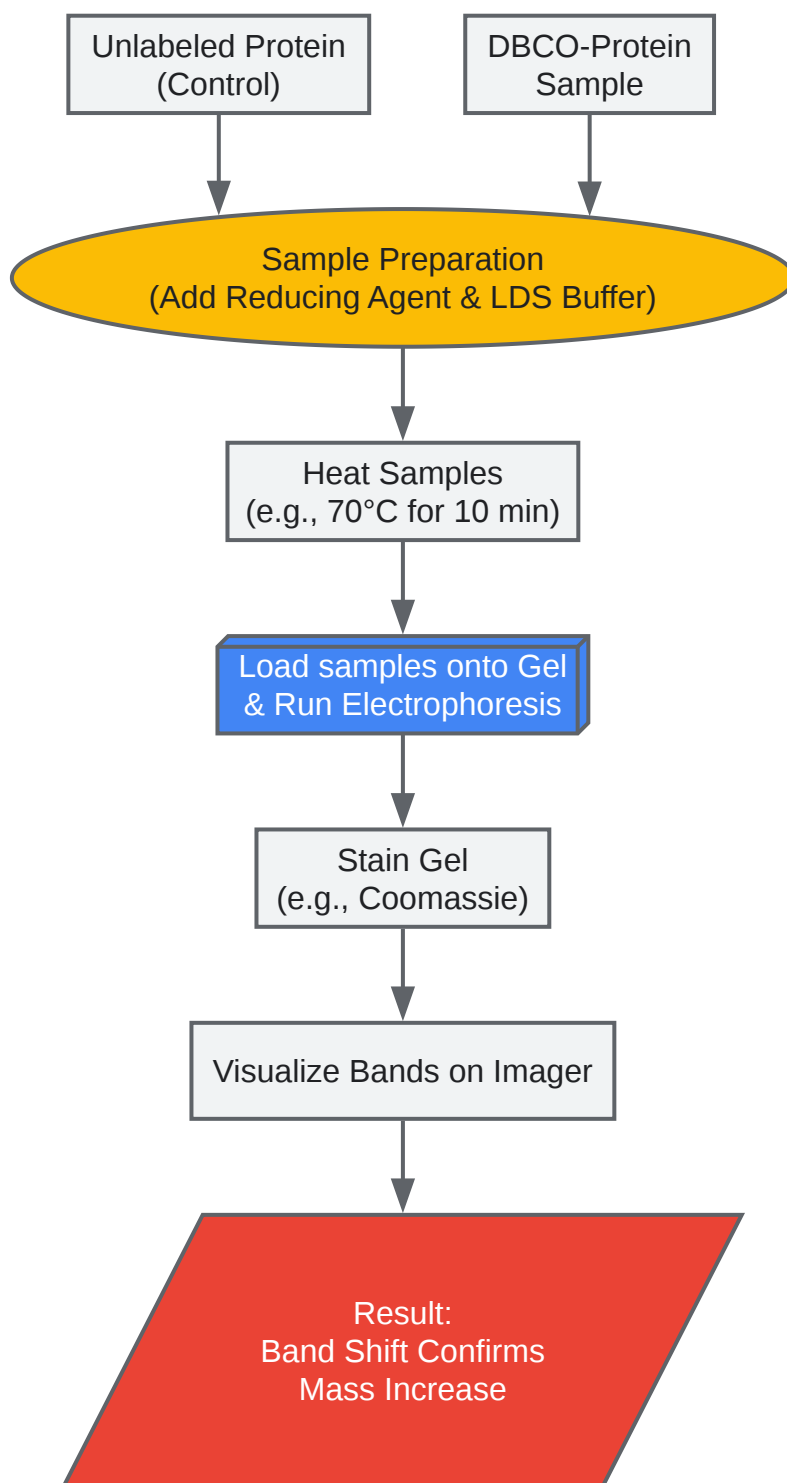 Unlabeled Protein
(Control)
DBCO-Protein
Sample
Sample Preparation
(Add Reducing Agent & LDS Buffer)
Heat Samples
(e.g., 70°C for 10 min)
Load samples onto Gel
& Run Electrophoresis
Stain Gel
(e.g., Coomassie)
Visualize Bands on Imager
Result:
Band Shift Confirms
Mass Increase